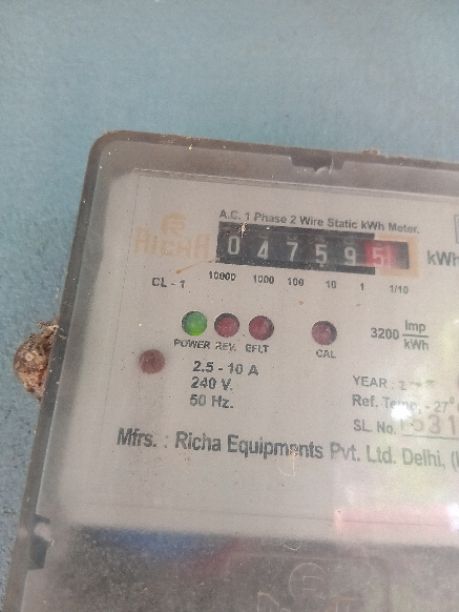 A.C. 1 Phase 2 Wire Static kWh Meter.
RICHA
0 4 7 5 9 5 kWh
10000 1000 100 10 1 1/10
CL - 1
POWER REV. EFLT CAL
3200 Imp/kWh
2.5 - 10 A
240 V.
50 Hz.
YEAR :
Ref. Temp. - 27°
SL. No. 531
Mfrs. : Richa Equipments Pvt. Ltd. Delhi, (